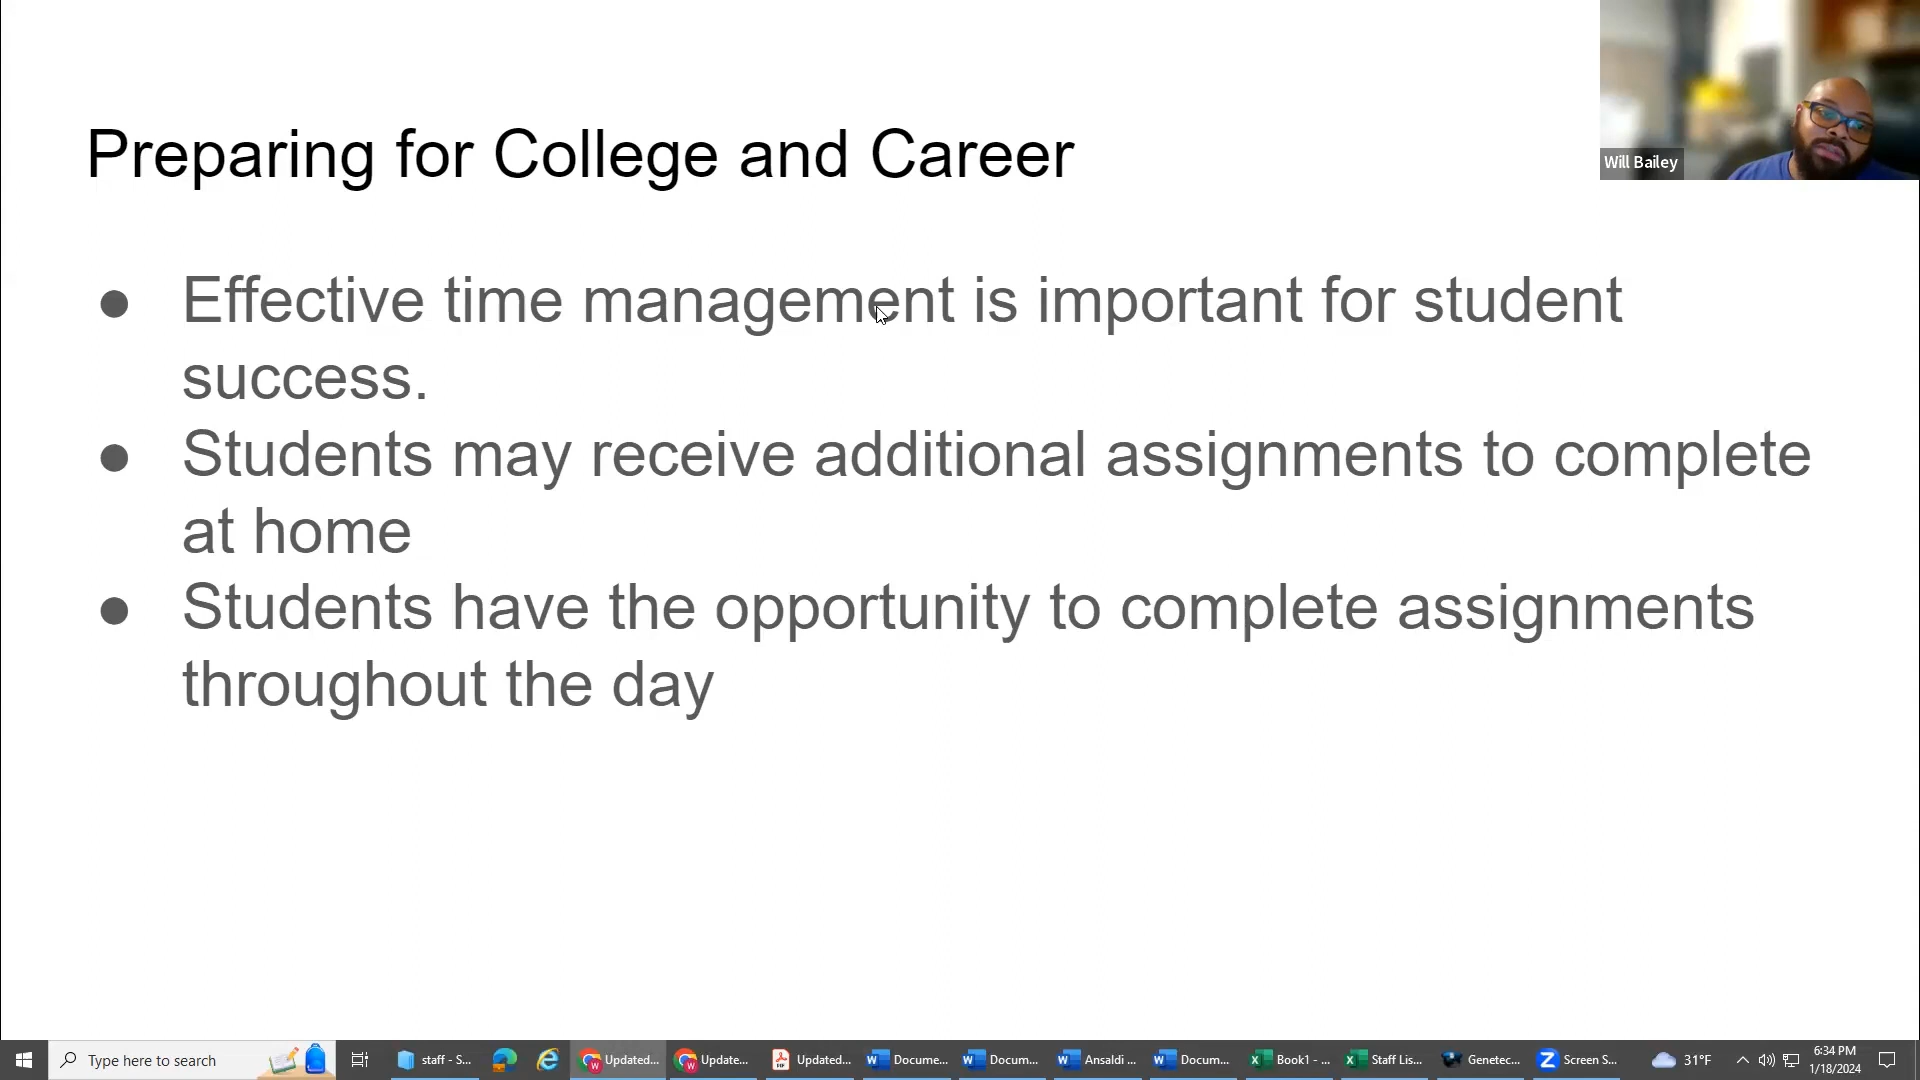 Will Bailey
Preparing for College and Career
● Effective time management is important for student
success.
● Students may receive additional assignments to complete
at home
● Students have the opportunity to complete assignments
throughout the day
Type here to search
staff - S...
Updated...
Update...
Updated...
Docume...
Docum...
Ansaldi ...
Docum...
Book1 - ...
Staff Lis...
Genetec...
Screen S...
31°F
6:34 PM
1/18/2024